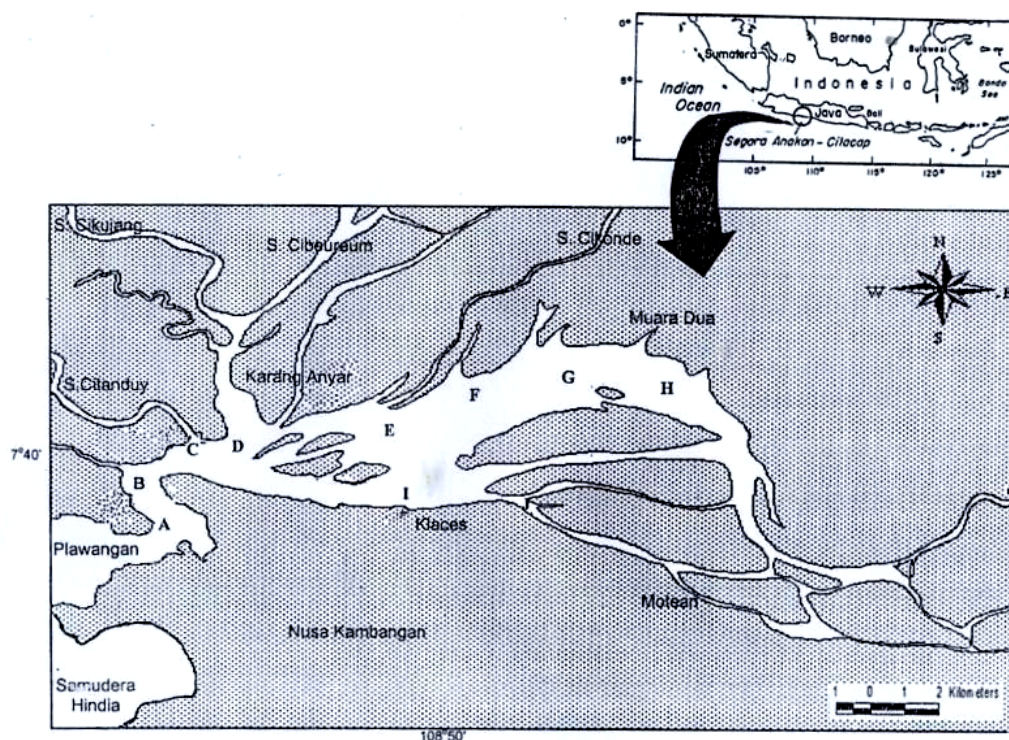 0°
5°
10°
Sumatera
Borneo
Sulawesi
Indonesia
Banda
Sea
Indian
Ocean
Java
Bali
Segara Anakan - Cilacap
105°
110°
115°
120°
125°
S. Sikujang
S. Cibeureum
S. Cikonde
N
W
E
S
Muara Dua
Karang Anyar
S.Citanduy
F
G
H
E
D
C
7°40'
B
I
A
Klaces
Plawangan
Motean
Nusa Kambangan
Samudera
Hindia
1 0 1 2 Kilometers
108°50'